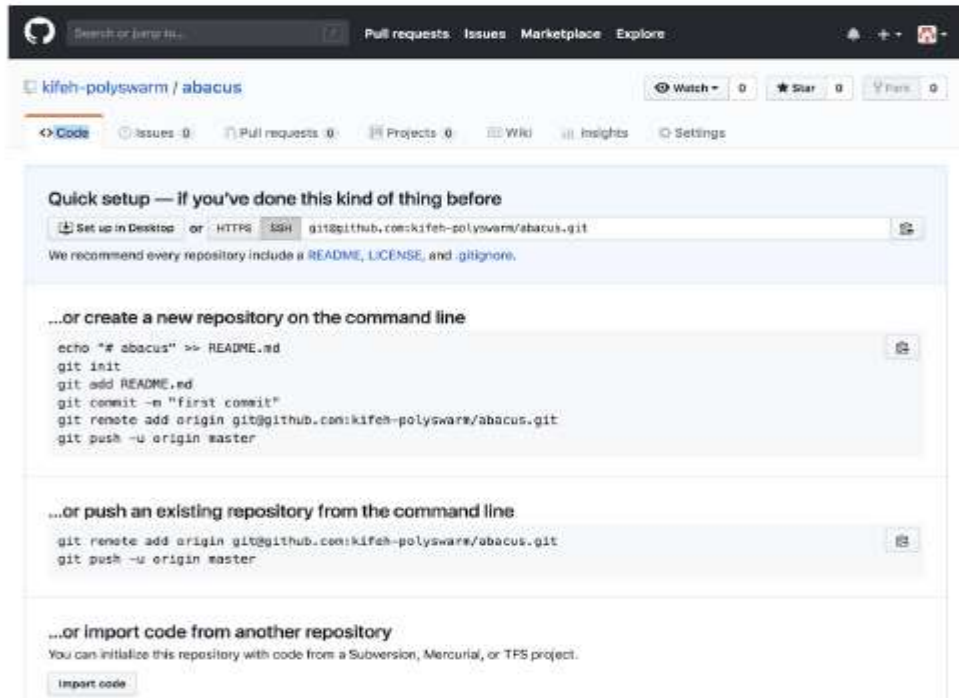 Search or jump to...
/
Pull requests Issues Marketplace Explore
kifeh-polyswarm / abacus
Watch 0 Star 0 Fork 0
Code Issues 0 Pull requests 0 Projects 0 Wiki Insights Settings
Quick setup — if you've done this kind of thing before
Set up in Desktop or HTTPS SSH git@github.com:kifeh-polyswarm/abacus.git
We recommend every repository include a README, LICENSE, and .gitignore.
...or create a new repository on the command line
echo "# abacus" >> README.md
git init
git add README.md
git commit -m "first commit"
git remote add origin git@github.com:kifeh-polyswarm/abacus.git
git push -u origin master
...or push an existing repository from the command line
git remote add origin git@github.com:kifeh-polyswarm/abacus.git
git push -u origin master
...or import code from another repository
You can initialize this repository with code from a Subversion, Mercurial, or TFS project.
Import code